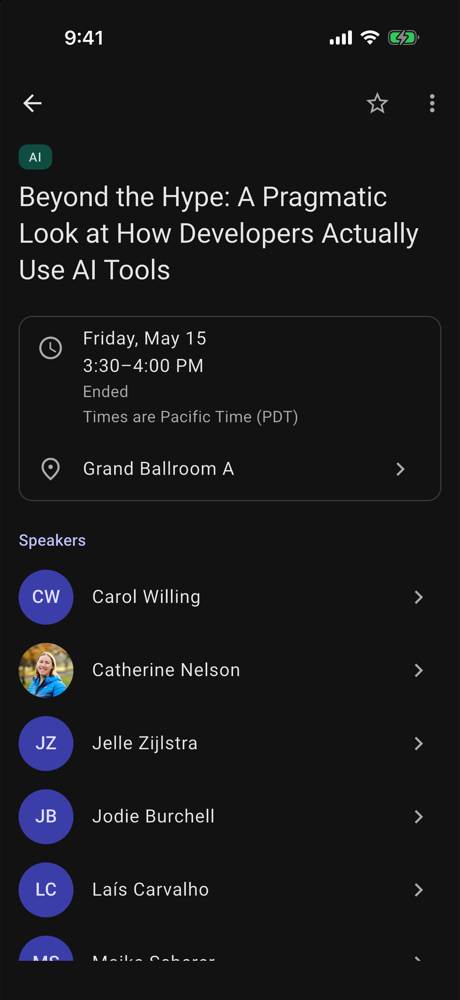 9:41
AI
Beyond the Hype: A Pragmatic
Look at How Developers Actually
Use AI Tools
Friday, May 15
3:30–4:00 PM
Ended
Times are Pacific Time (PDT)
Grand Ballroom A
Speakers
CW
Carol Willing
Catherine Nelson
JZ
Jelle Zijlstra
JB
Jodie Burchell
LC
Laís Carvalho
MS